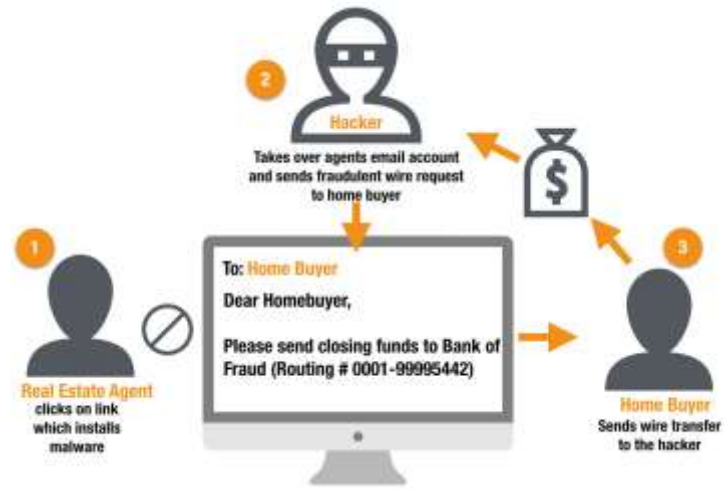 2
Hacker
Takes over agents email account
and sends fraudulent wire request
to home buyer
$
1
Real Estate Agent
clicks on link
which installs
malware
To: Home Buyer
Dear Homebuyer,
Please send closing funds to Bank of
Fraud (Routing # 0001-99995442)
3
Home Buyer
Sends wire transfer
to the hacker